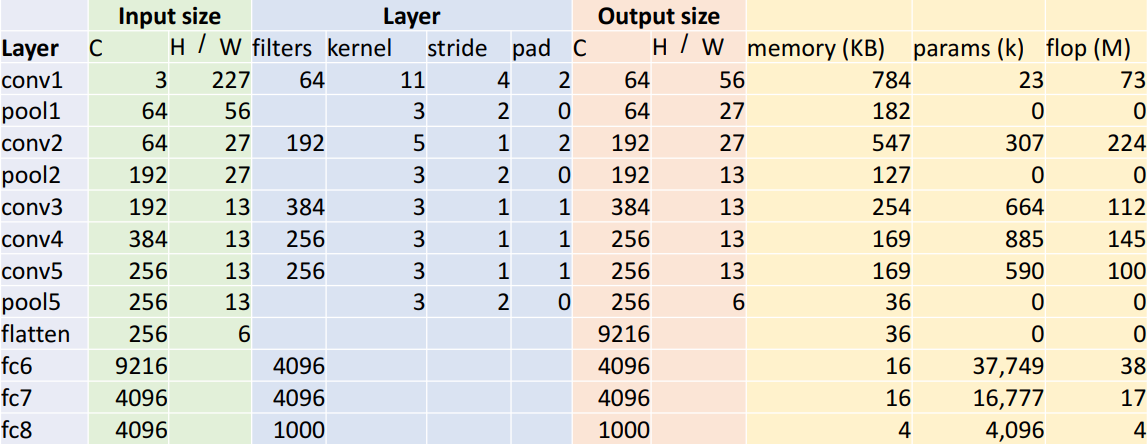 Input size Layer Output size
Layer C H / W filters kernel stride pad C H / W memory (KB) params (k) flop (M)
conv1 3 227 64 11 4 2 64 56 784 23 73
pool1 64 56 3 2 0 64 27 182 0 0
conv2 64 27 192 5 1 2 192 27 547 307 224
pool2 192 27 3 2 0 192 13 127 0 0
conv3 192 13 384 3 1 1 384 13 254 664 112
conv4 384 13 256 3 1 1 256 13 169 885 145
conv5 256 13 256 3 1 1 256 13 169 590 100
pool5 256 13 3 2 0 256 6 36 0 0
flatten 256 6 9216 36 0 0
fc6 9216 4096 4096 16 37,749 38
fc7 4096 4096 4096 16 16,777 17
fc8 4096 1000 1000 4 4,096 4